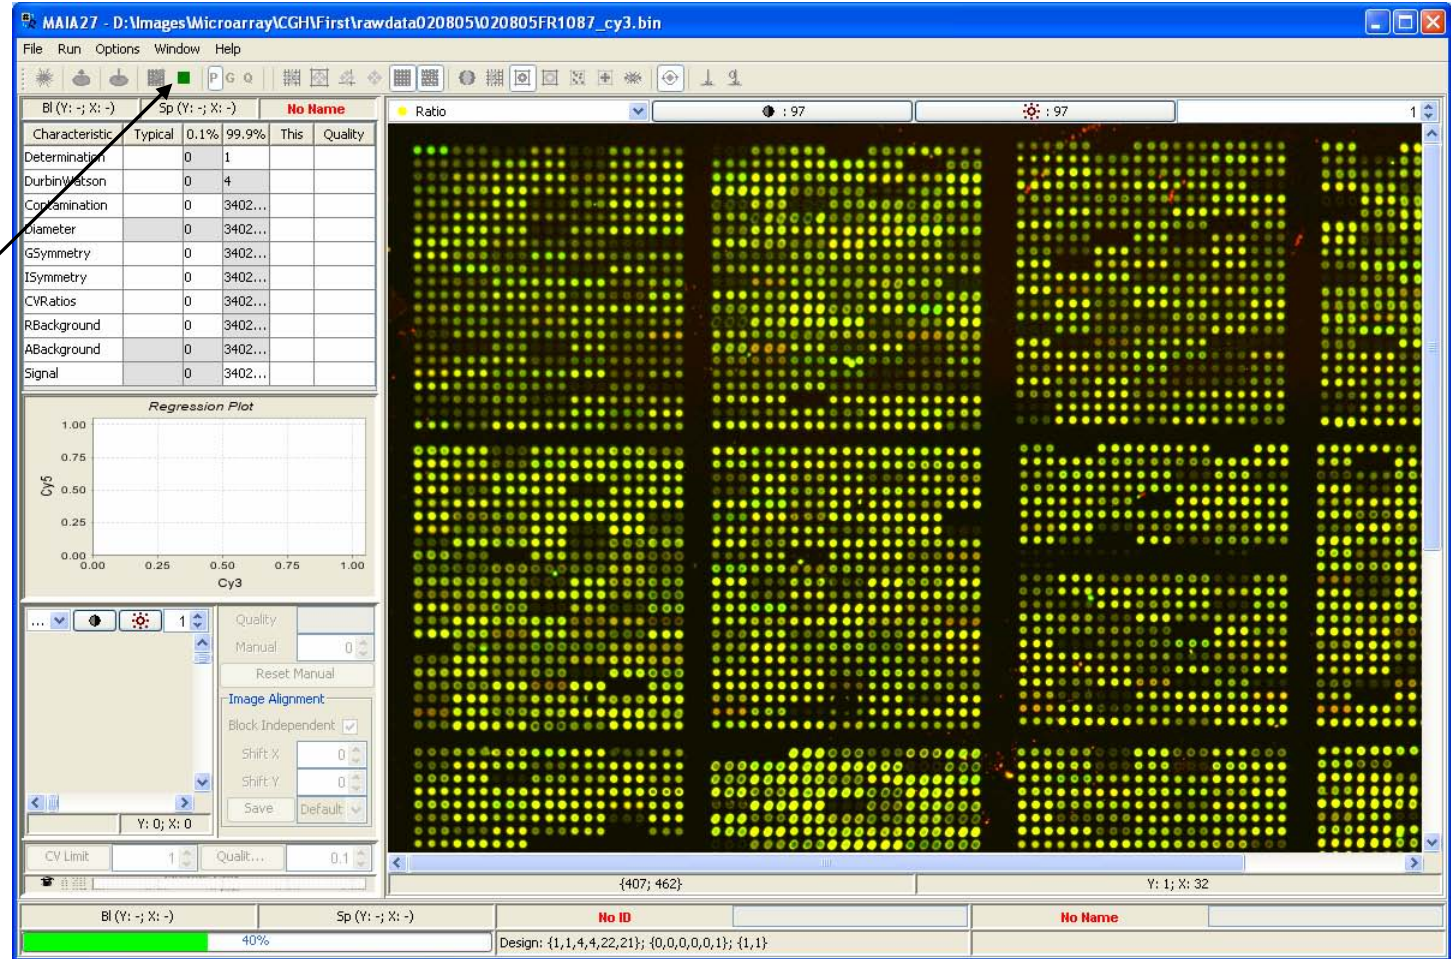 MAIA27 - D:\Images\Microarray\CGH\First\rawdata020805\020805FR1087_cy3.bin
File Run Options Window Help
P G Q
Bl (Y: -; X: -) Sp (Y: -; X: -) No Name
Ratio : 97 : 97 1
Characteristic Typical 0.1% 99.9% This Quality
Determination 0 1
DurbinWatson 0 4
Contamination 0 3402...
Diameter 0 3402...
GSymmetry 0 3402...
ISymmetry 0 3402...
CVRatios 0 3402...
RBackground 0 3402...
ABackground 0 3402...
Signal 0 3402...
Regression Plot
1.00
0.75
0.50
0.25
0.00
Cy5
0.00 0.25 0.50 0.75 1.00
Cy3
... 1
Quality
Manual 0
Reset Manual
Image Alignment
Block Independent
Shift X 0
Shift Y 0
Save Default
Y: 0; X: 0
CV Limit 1 Qualit... 0.1
{407; 462} Y: 1; X: 32
Bl (Y: -; X: -) Sp (Y: -; X: -) No ID No Name
40% Design: {1,1,4,4,22,21}; {0,0,0,0,0,1}; {1,1}